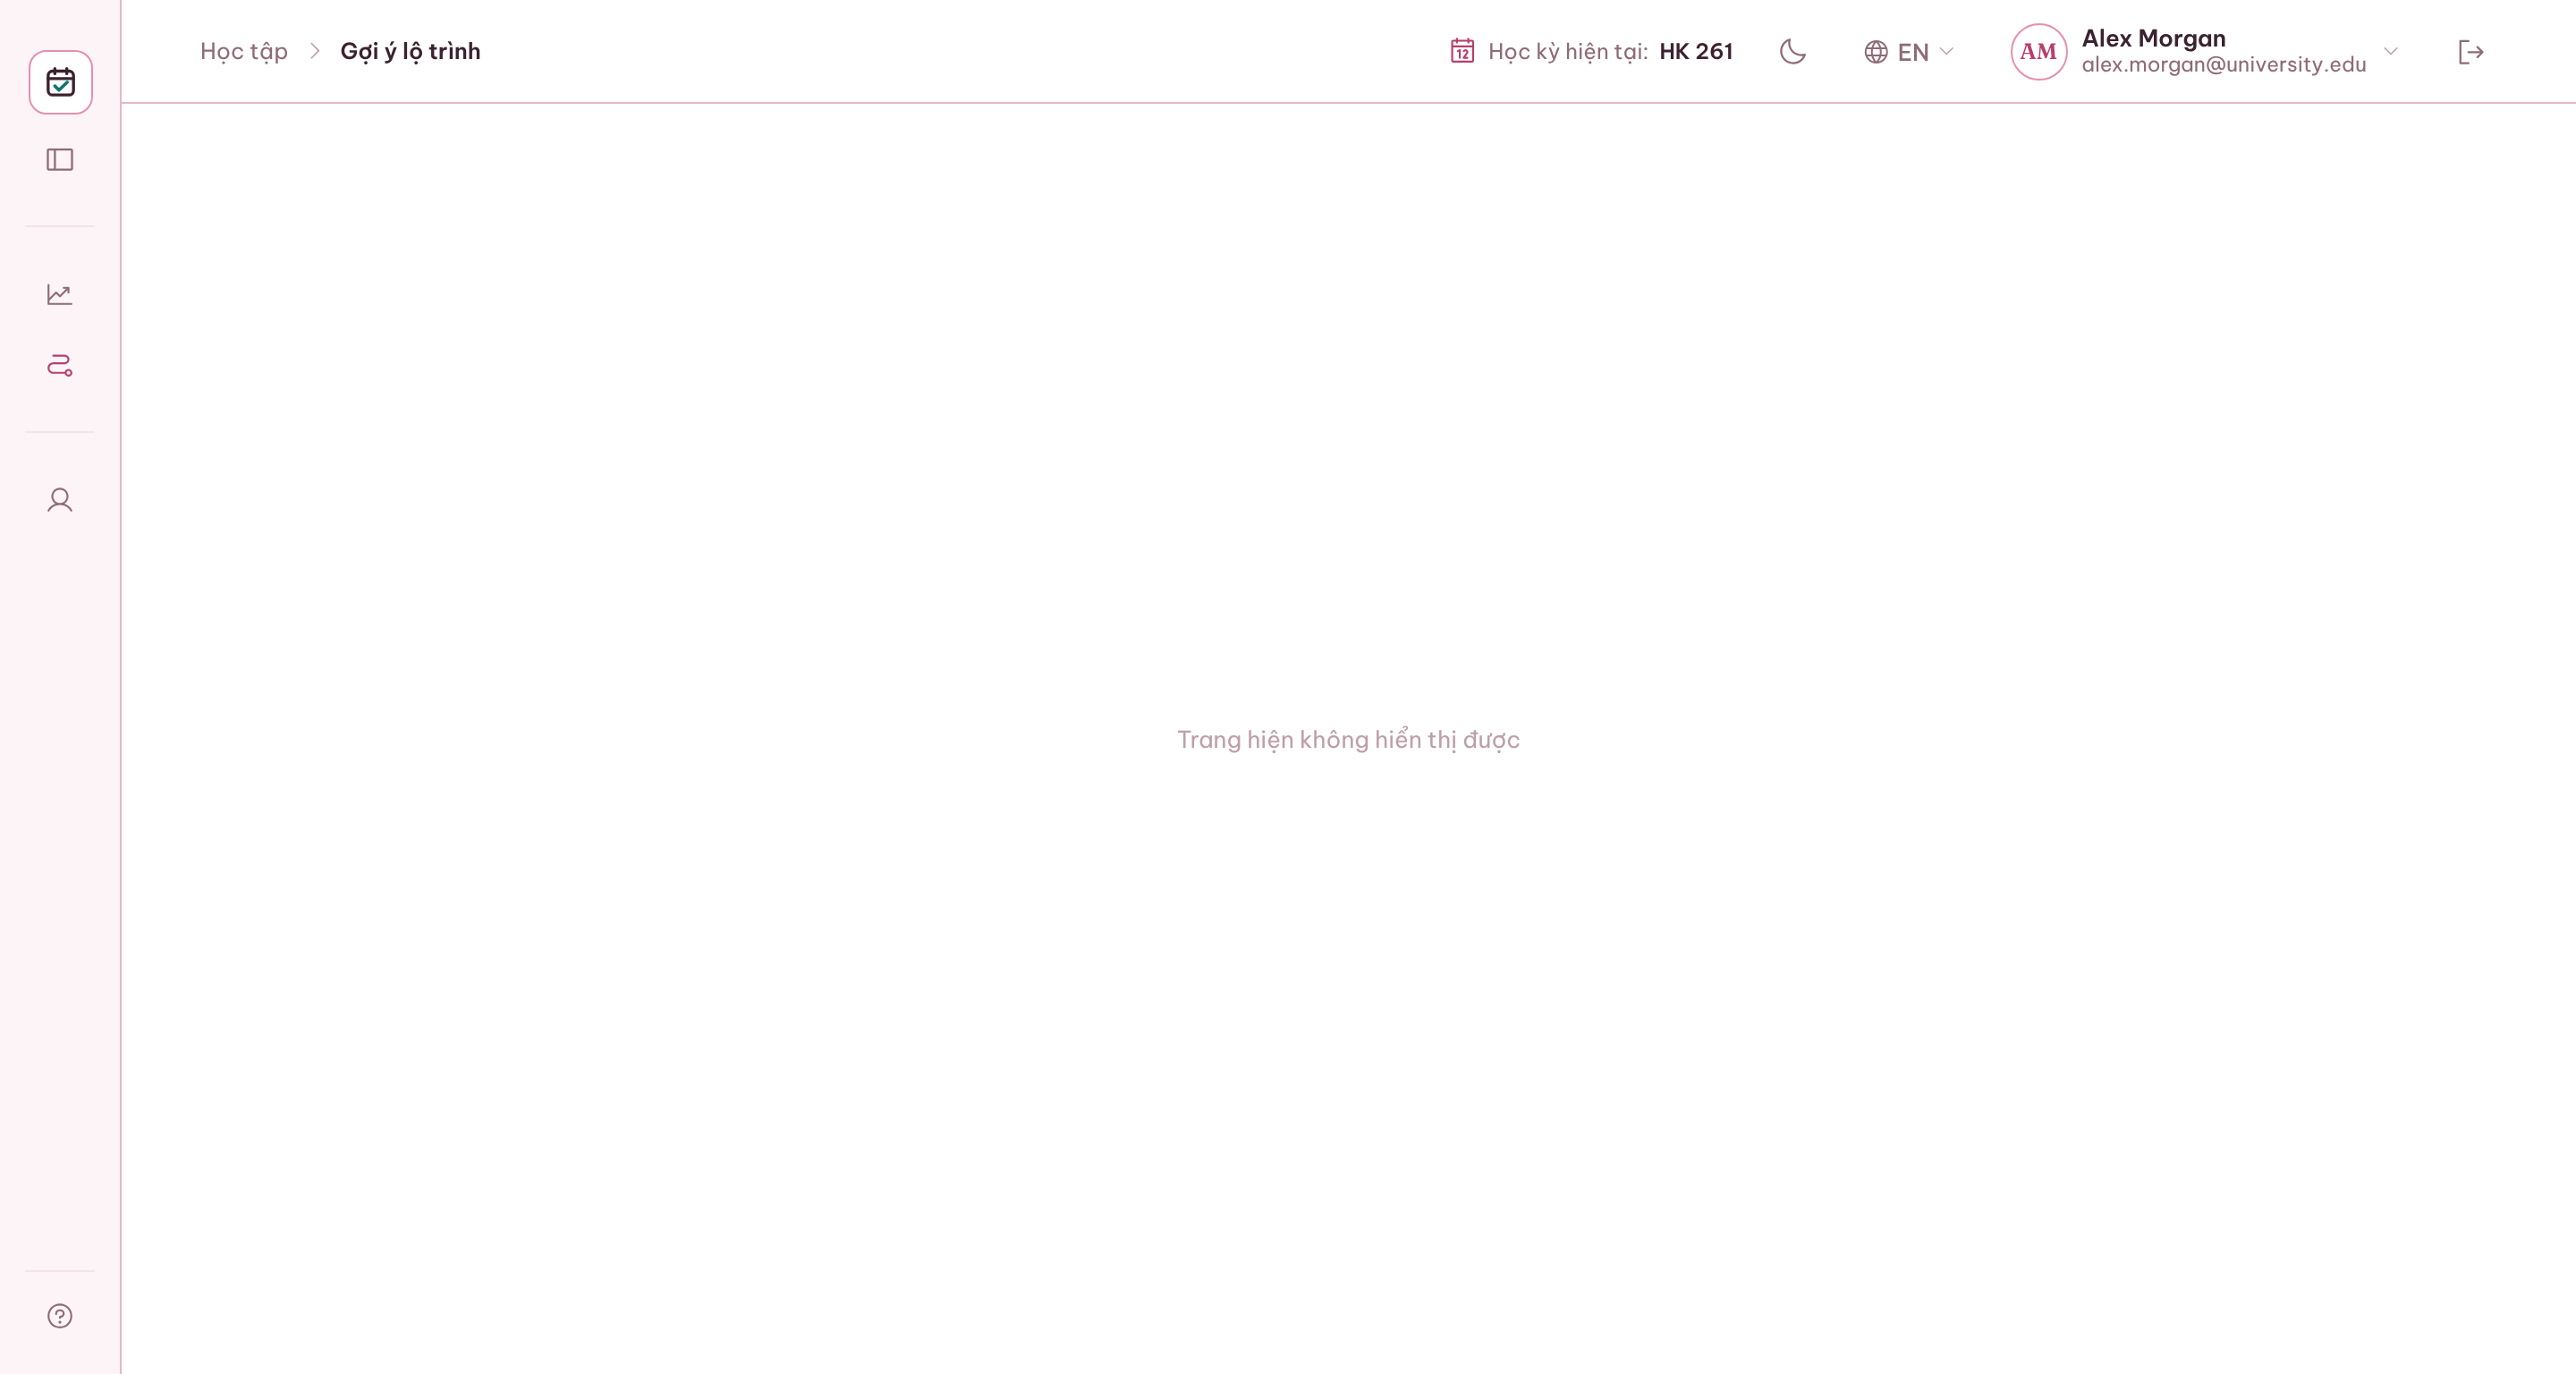 Học tập
Gợi ý lộ trình
12
Học kỳ hiện tại: HK 261
EN
AM
Alex Morgan
alex.morgan@university.edu
Trang hiện không hiển thị được